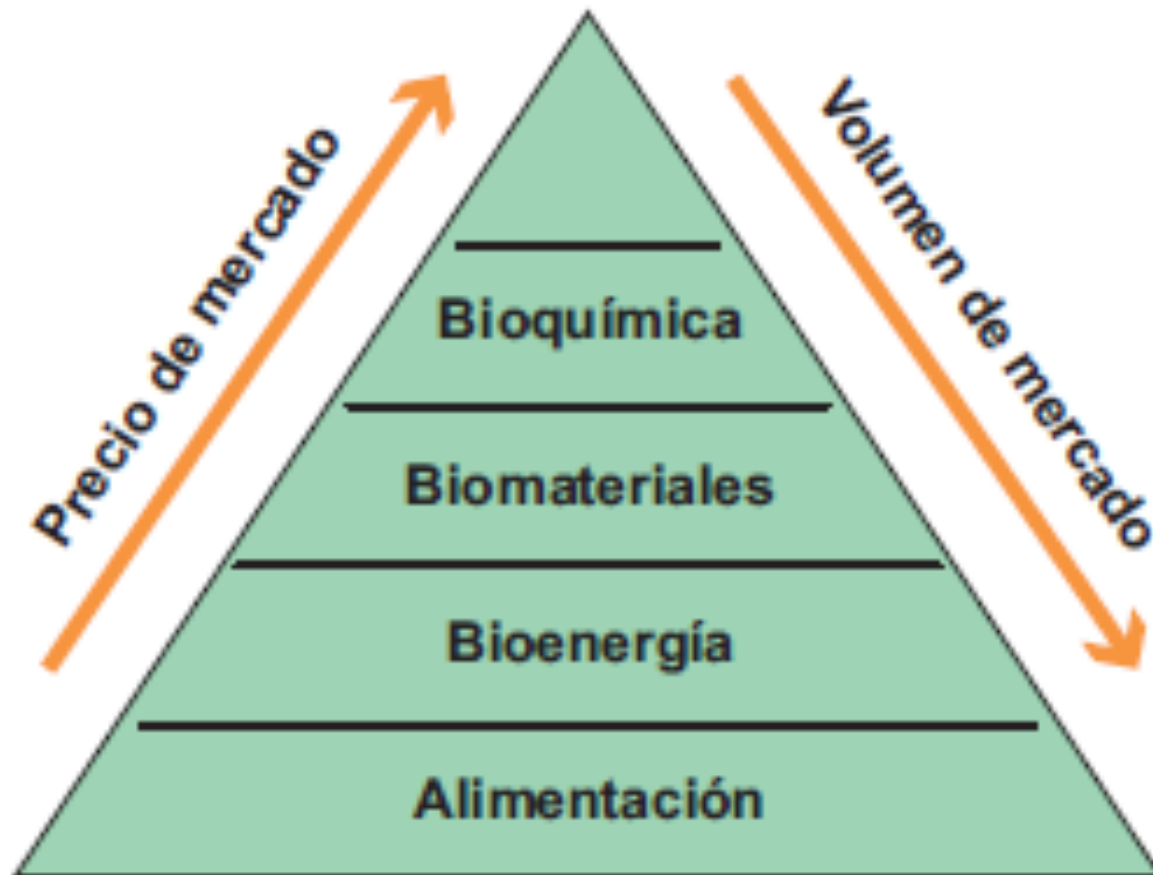 Precio de mercado
Volumen de mercado
Bioquímica
Biomateriales
Bioenergía
Alimentación